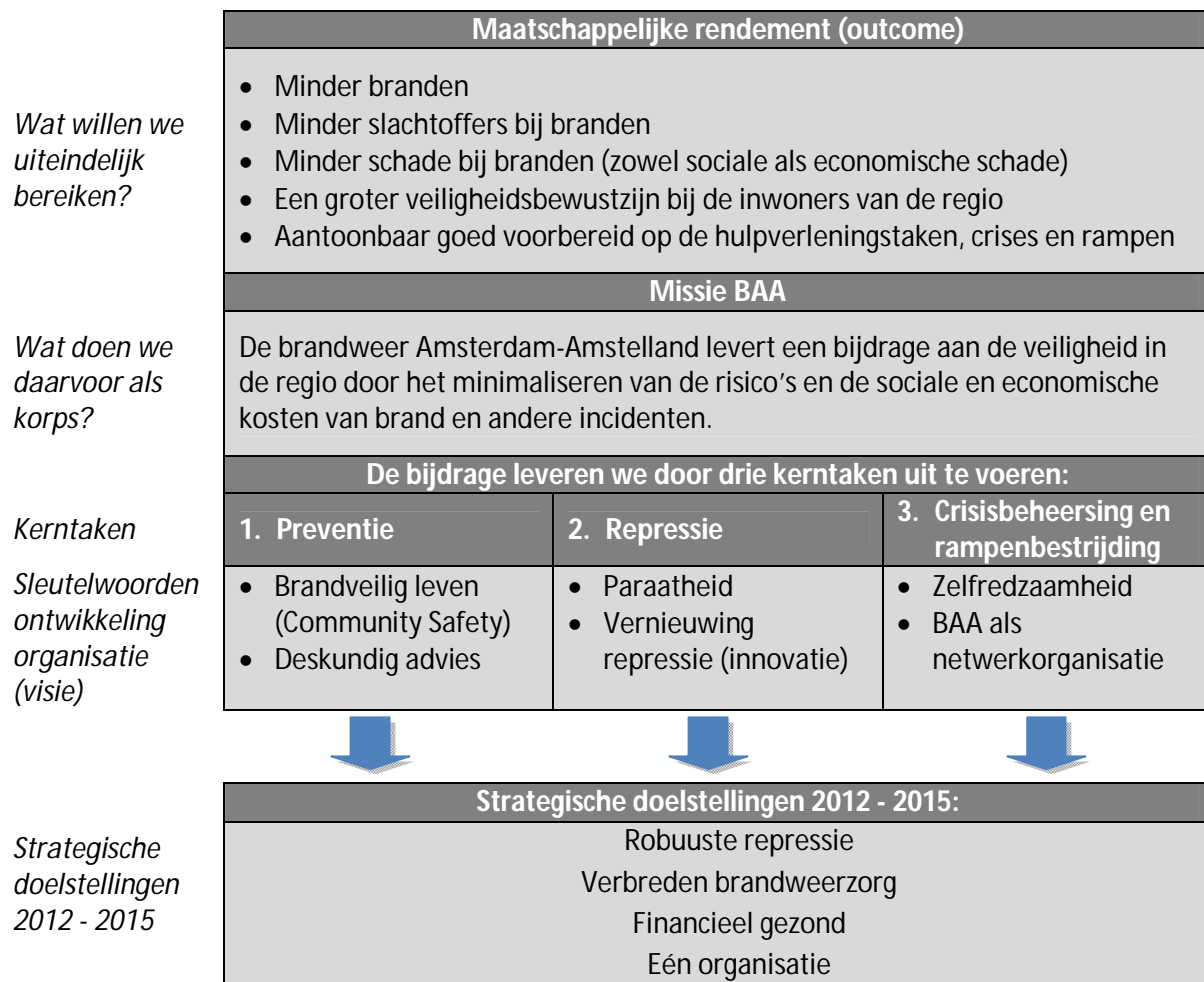 Maatschappelijke rendement (outcome)
Wat willen we
uiteindelijk
bereiken?
• Minder branden
• Minder slachtoffers bij branden
• Minder schade bij branden (zowel sociale als economische schade)
• Een groter veiligheidsbewustzijn bij de inwoners van de regio
• Aantoonbaar goed voorbereid op de hulpverleningstaken, crises en rampen
Missie BAA
Wat doen we
daarvoor als
korps?
De brandweer Amsterdam-Amstelland levert een bijdrage aan de veiligheid in
de regio door het minimaliseren van de risico's en de sociale en economische
kosten van brand en andere incidenten.
De bijdrage leveren we door drie kerntaken uit te voeren:
Kerntaken
1. Preventie
2. Repressie
3. Crisisbeheersing en
rampenbestrijding
Sleutelwoorden
ontwikkeling
organisatie
(visie)
• Brandveilig leven
(Community Safety)
• Deskundig advies
• Paraatheid
• Vernieuwing
repressie (innovatie)
• Zelfredzaamheid
• BAA als
netwerkorganisatie
Strategische doelstellingen 2012 - 2015:
Strategische
doelstellingen
2012 - 2015
Robuuste repressie
Verbreden brandweerzorg
Financieel gezond
Eén organisatie